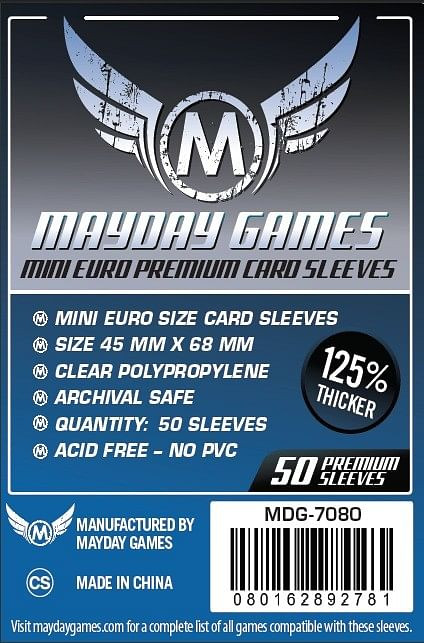 M
MAYDAY GAMES
MINI EURO PREMIUM CARD SLEEVES
M MINI EURO SIZE CARD SLEEVES
M SIZE 45 MM X 68 MM
M CLEAR POLYPROPYLENE
M ARCHIVAL SAFE
M QUANTITY: 50 SLEEVES
M ACID FREE – NO PVC
125%
THICKER
50 PREMIUM
SLEEVES
M MANUFACTURED BY
MAYDAY GAMES
CS MADE IN CHINA
MDG-7080
080162892781
Visit maydaygames.com for a complete list of all games compatible with these sleeves.